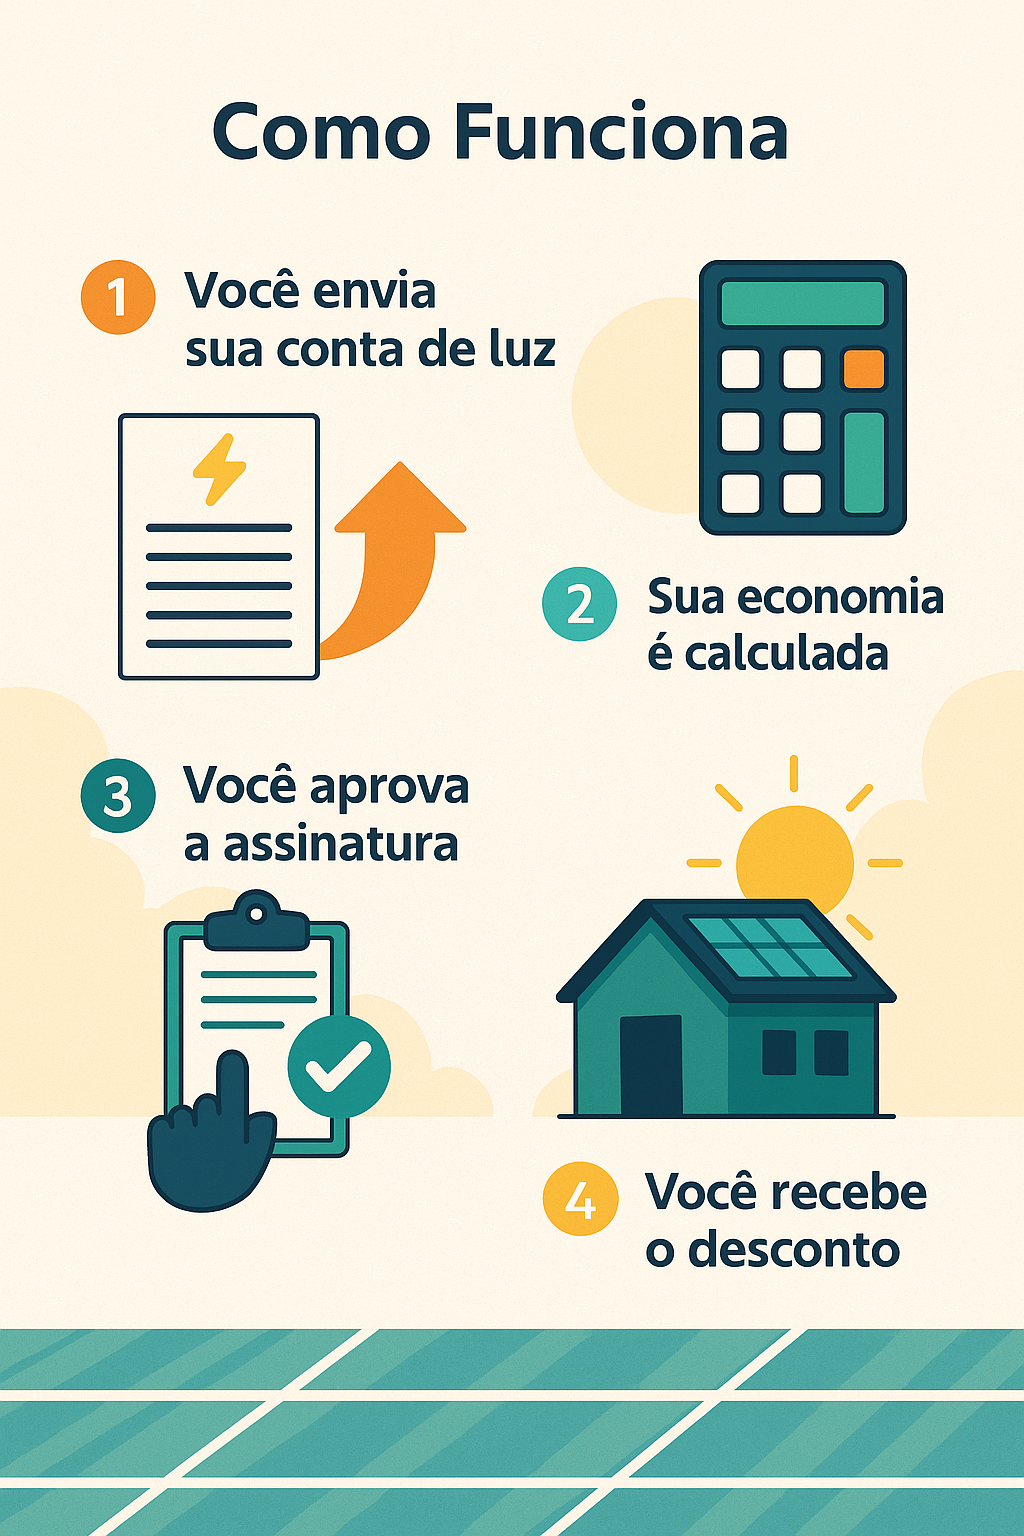 Como Funciona
1
Você envia
sua conta de luz
2
Sua economia
é calculada
3
Você aprova
a assinatura
4
Você recebe
o desconto